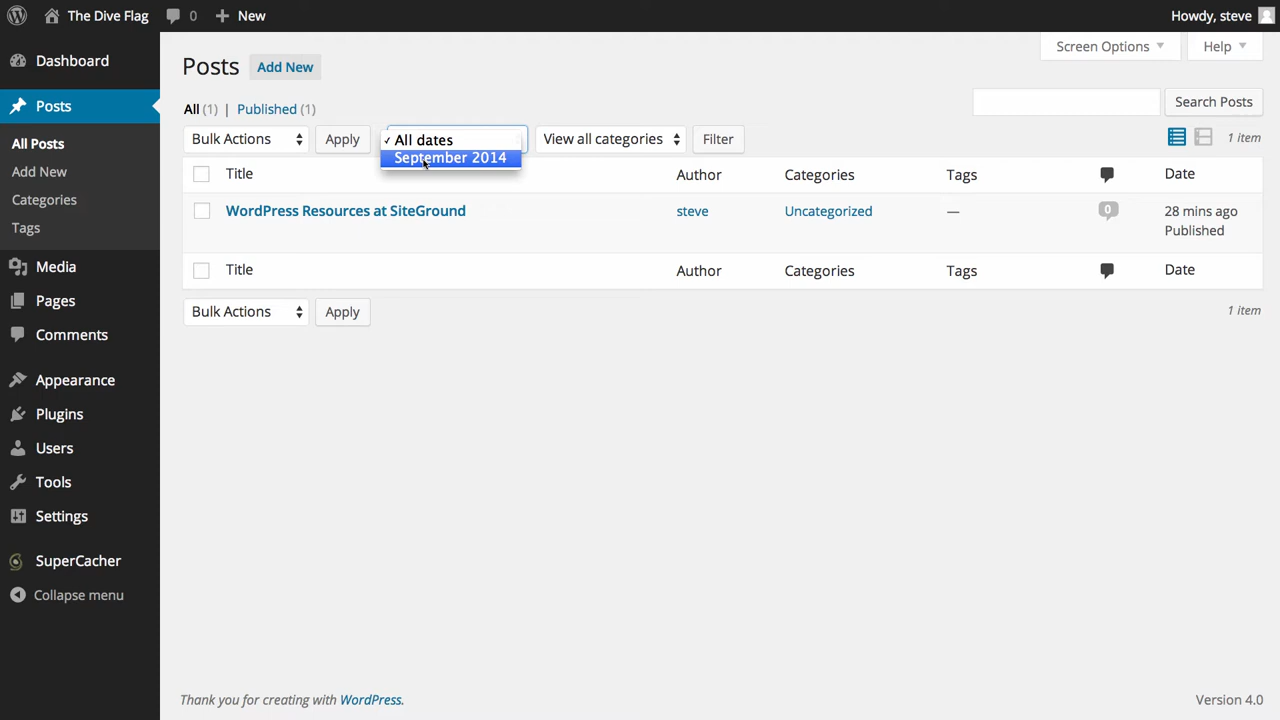 The Dive Flag 0 New Howdy, steve
Dashboard
Posts
All Posts
Add New
Categories
Tags
Media
Pages
Comments
Appearance
Plugins
Users
Tools
Settings
SuperCacher
Collapse menu
Screen Options Help
Posts Add New
All (1) | Published (1)
Search Posts
Bulk Actions Apply ✓ All dates View all categories Filter 1 item
September 2014
Title Author Categories Tags Date
WordPress Resources at SiteGround steve Uncategorized — 0 28 mins ago
Published
Title Author Categories Tags Date
Bulk Actions Apply 1 item
Thank you for creating with WordPress. Version 4.0